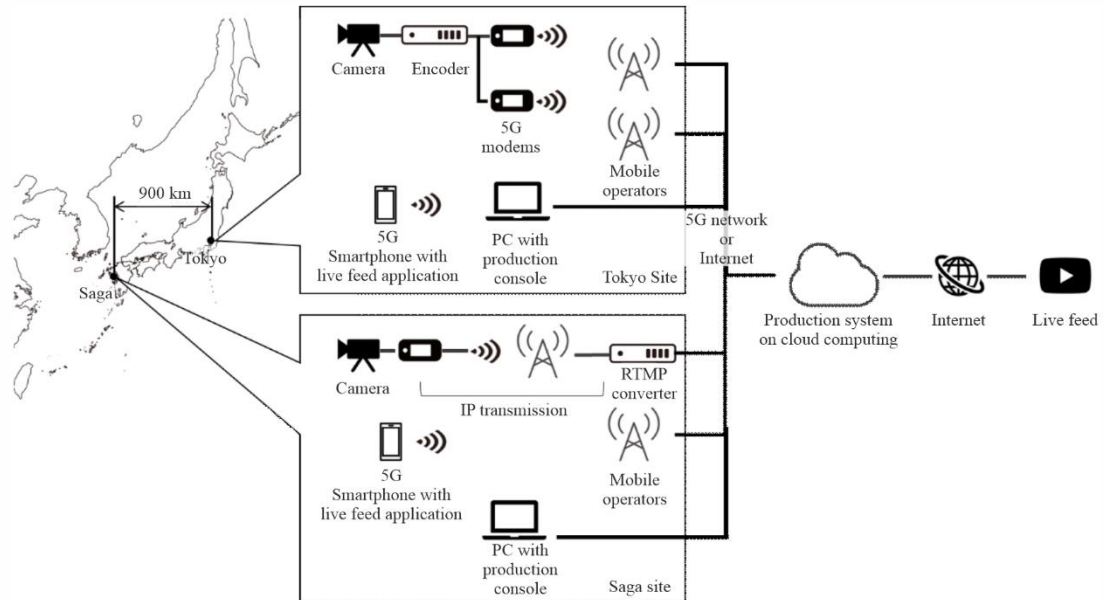 900 km
Tokyo
Saga
Camera
Encoder
5G
modems
Mobile
operators
5G
Smartphone with
live feed application
PC with
production
console
Tokyo Site
5G network
or
Internet
Production system
on cloud computing
Internet
Live feed
Camera
IP transmission
RTMP
converter
5G
Smartphone with
live feed application
Mobile
operators
PC with
production
console
Saga site